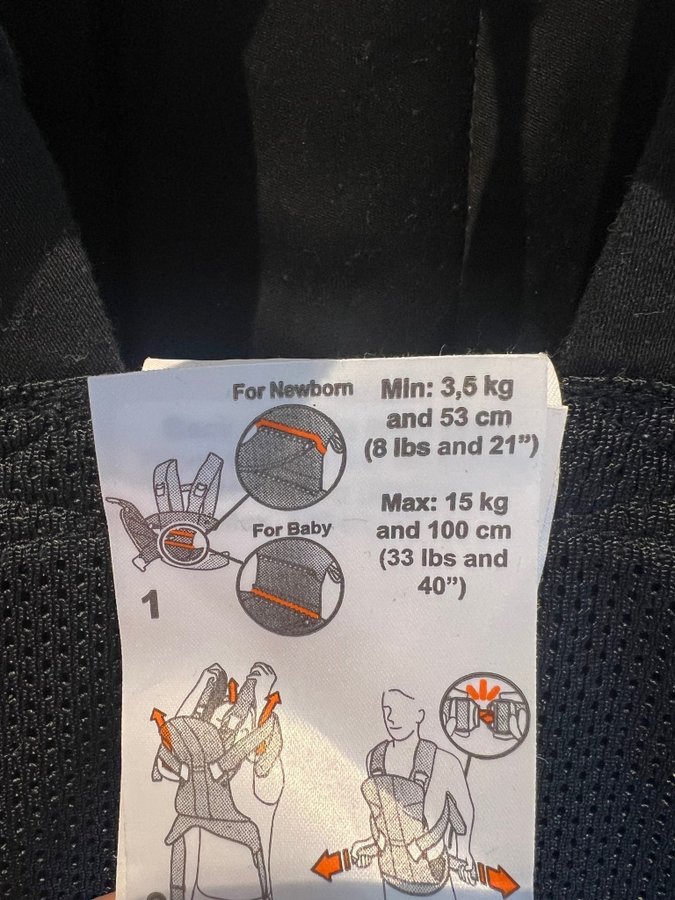 For Newborn
Min: 3,5 kg
and 53 cm
(8 lbs and 21”)
For Baby
Max: 15 kg
and 100 cm
(33 lbs and
40”)
1